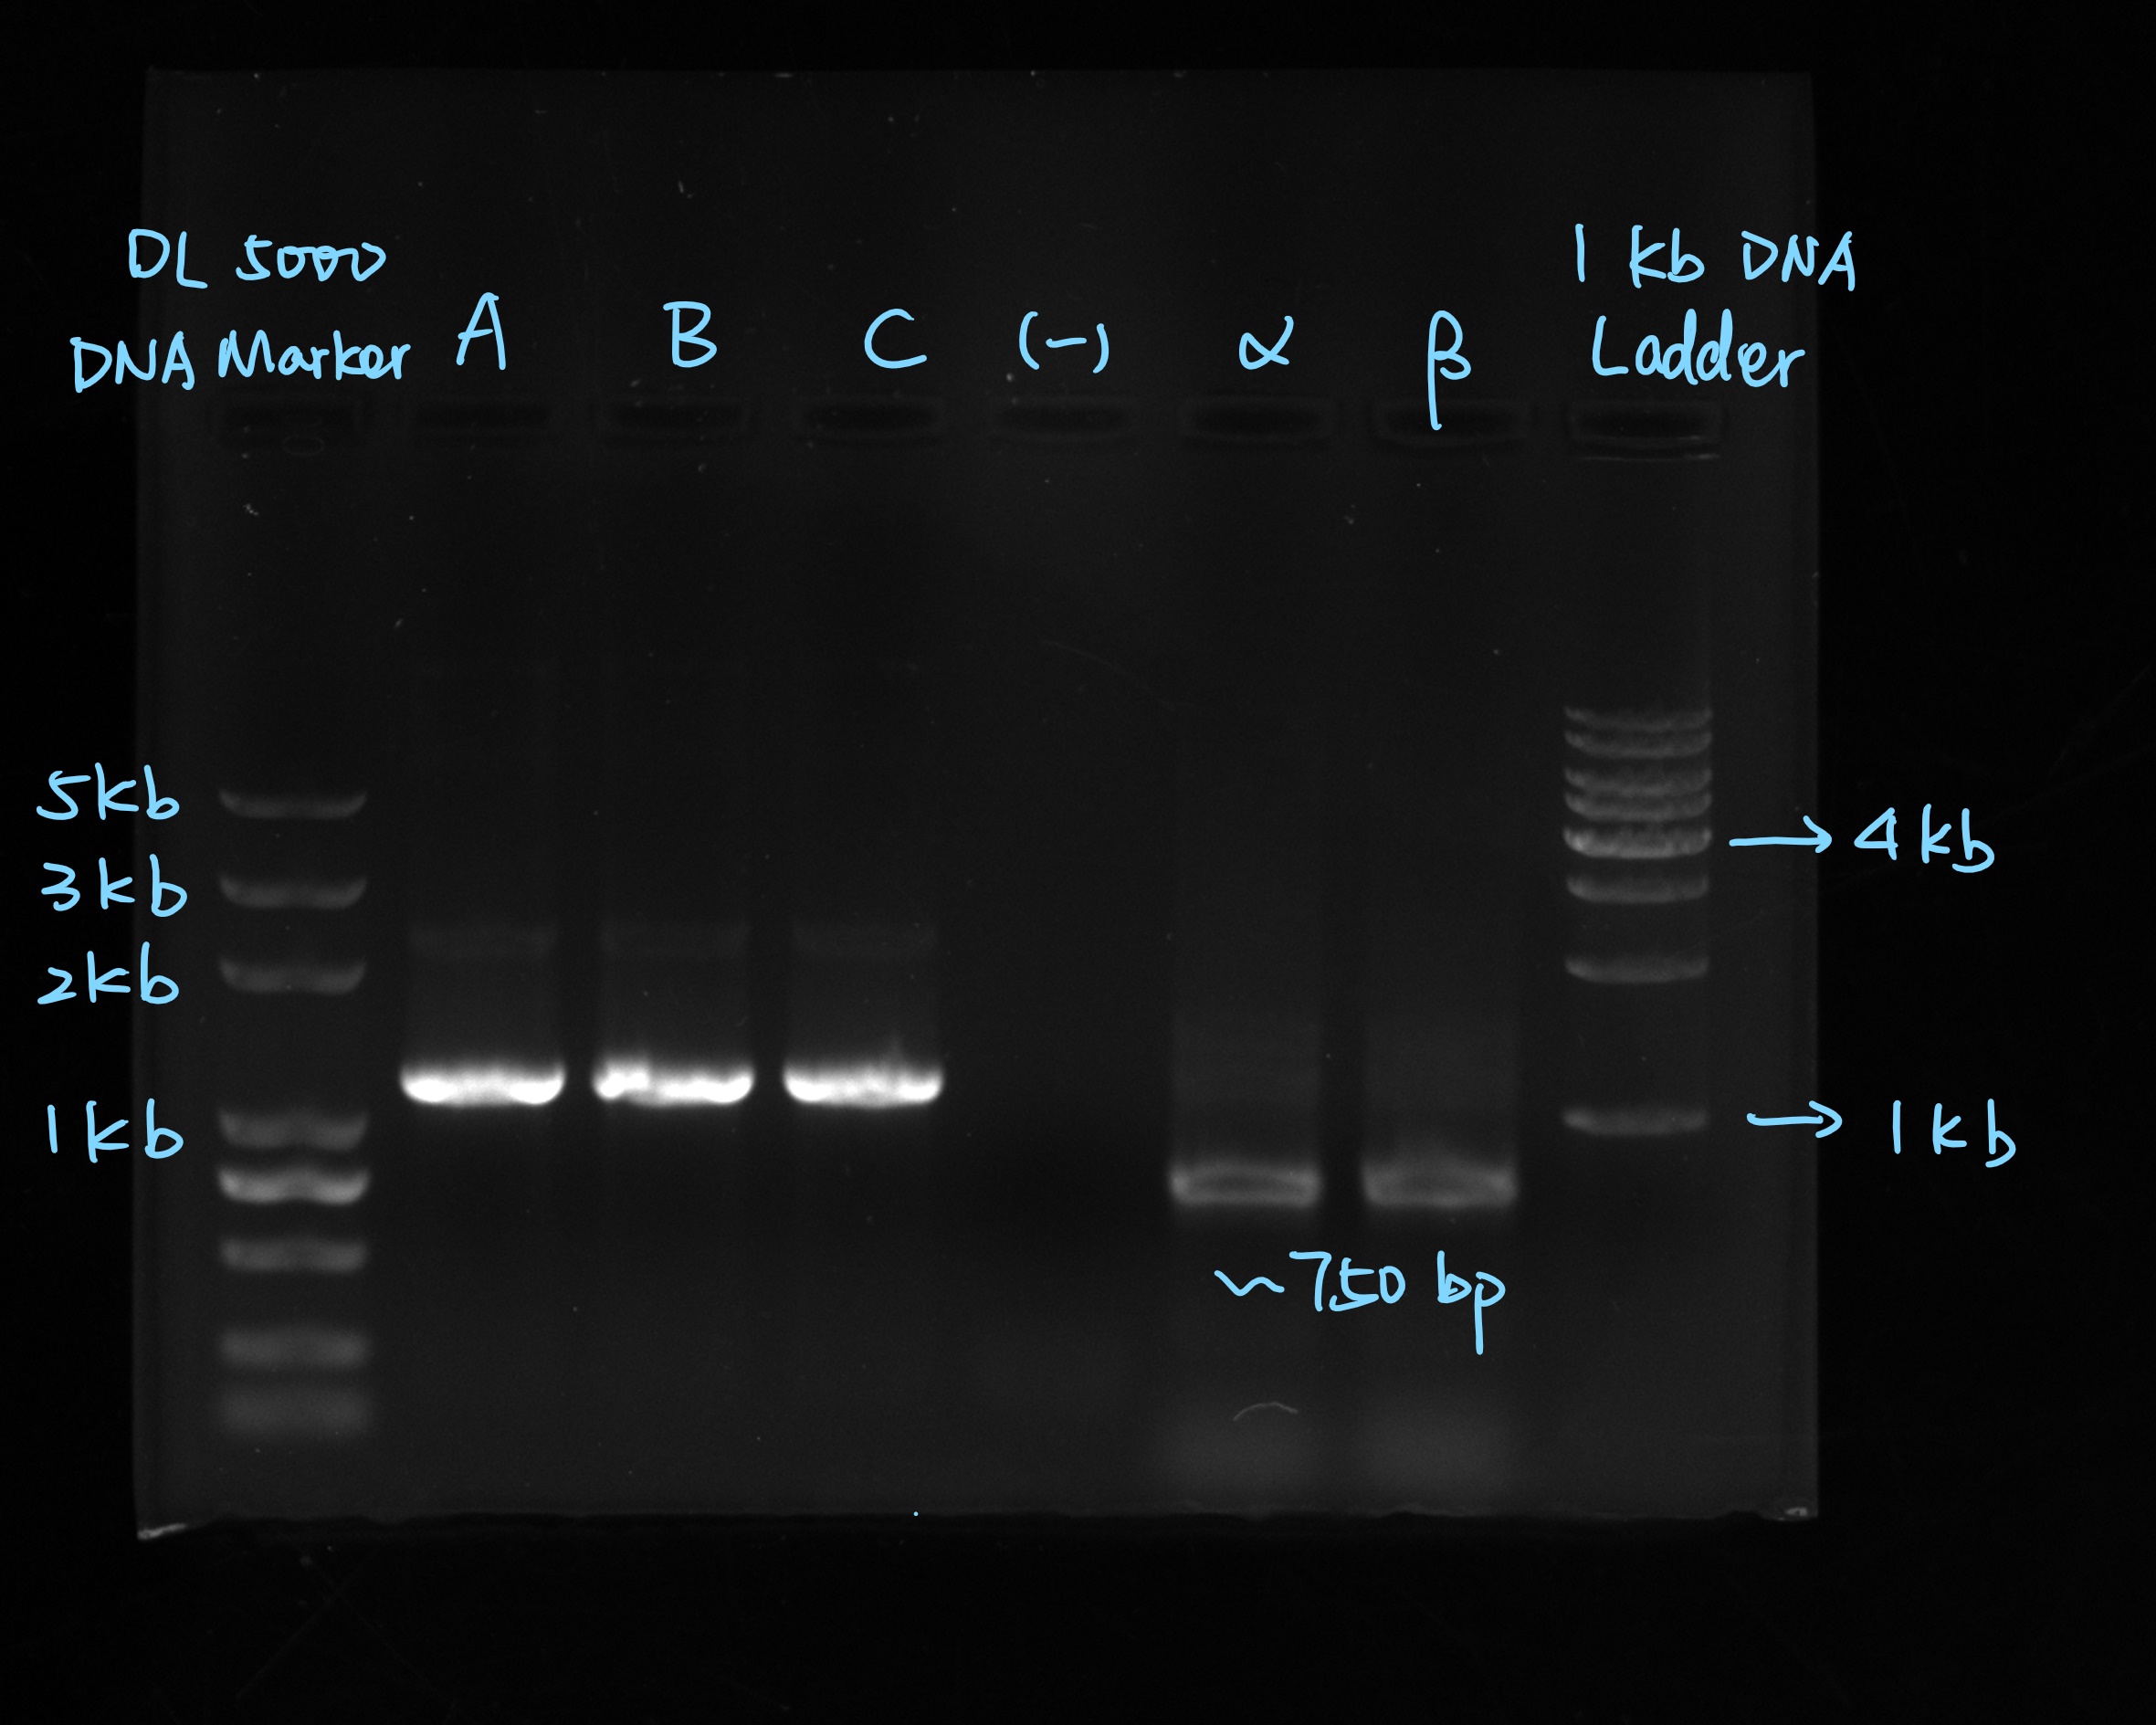 DL 5000
DNA Marker
A
B
C
(-)
α
β
1 kb DNA
Ladder
5kb
3kb
2kb
1kb
→ 4kb
→ 1kb
~750 bp